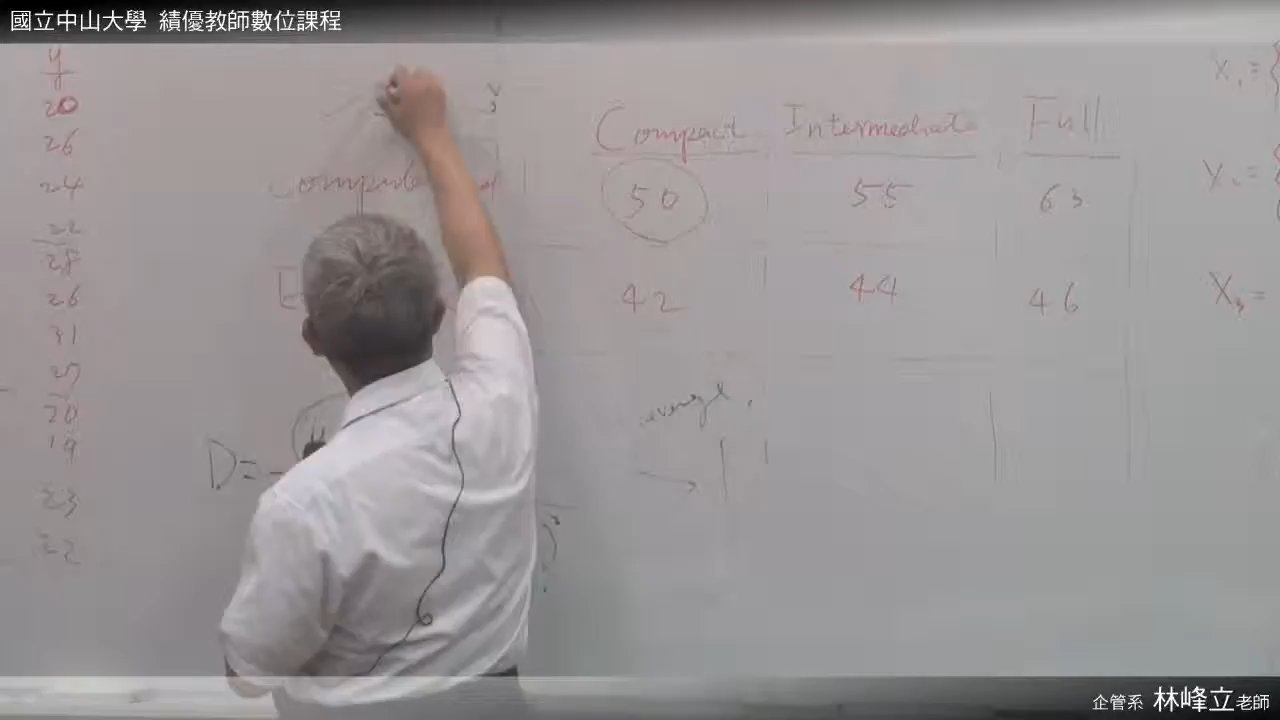 國立中山大學 績優教師數位課程
y
20
26
24
22
28
26
31
27
20
19
23
22
Compact Intermediate Full
50 55 63
42 44 46
average.
D = -
X₁ = {
X₂ = {
X₃ =
企管系 林峰立老師